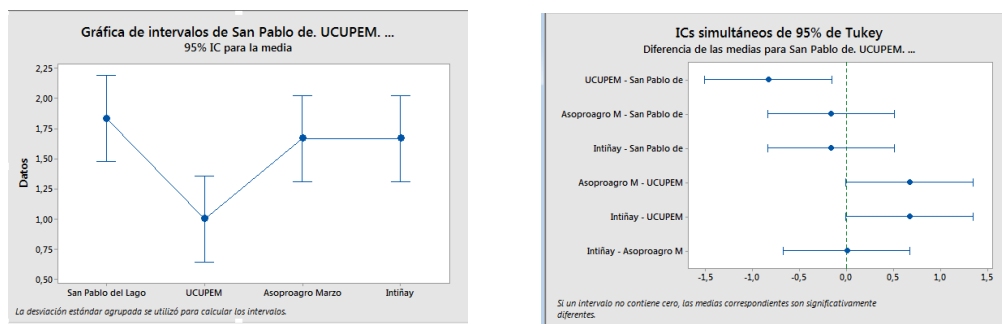 Gráfica de intervalos de San Pablo de. UCUPEM. ...
95% IC para la media
2,25
2,00
1,75
1,50
1,25
1,00
0,75
0,50
Datos
San Pablo del Lago
UCUPEM
Asoproagro Marzo
Intiñay
La desviación estándar agrupada se utilizó para calcular los intervalos.
ICs simultáneos de 95% de Tukey
Diferencia de las medias para San Pablo de. UCUPEM. ...
UCUPEM - San Pablo de
Asoproagro M - San Pablo de
Intiñay - San Pablo de
Asoproagro M - UCUPEM
Intiñay - UCUPEM
Intiñay - Asoproagro M
-1,5
-1,0
-0,5
0,0
0,5
1,0
1,5
Si un intervalo no contiene cero, las medias correspondientes son significativamente
diferentes.